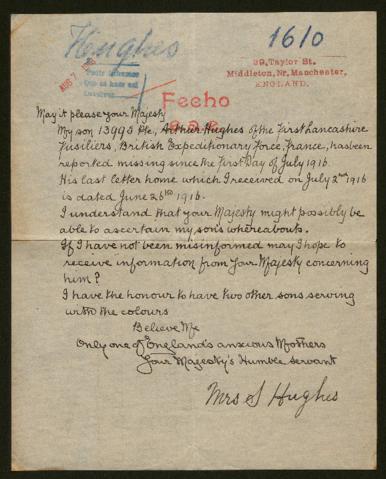 Hughes
1610
AUG 7
39, Taylor St.
Middleton, Nr, Manchester,
ENGLAND.
Fecho
May it please your Majesty
My son 13993 Pte, Arthur Hughes of the First Lancashire
Fusiliers, British Expeditionary Force, France, has been
reported missing since the First Day of July 1916.
His last letter home which I received on July 2nd 1916
is dated June 26th 1916.
I understand that your Majesty might possibly be
able to ascertain my son's whereabouts.
If I have not been misinformed may I hope to
receive information from Your Majesty concerning
him?
I have the honour to have two other sons serving
with the colours
Believe Me
Only one of England's anxious Mothers
Your Majesty's Humble servant
Mrs S Hughes